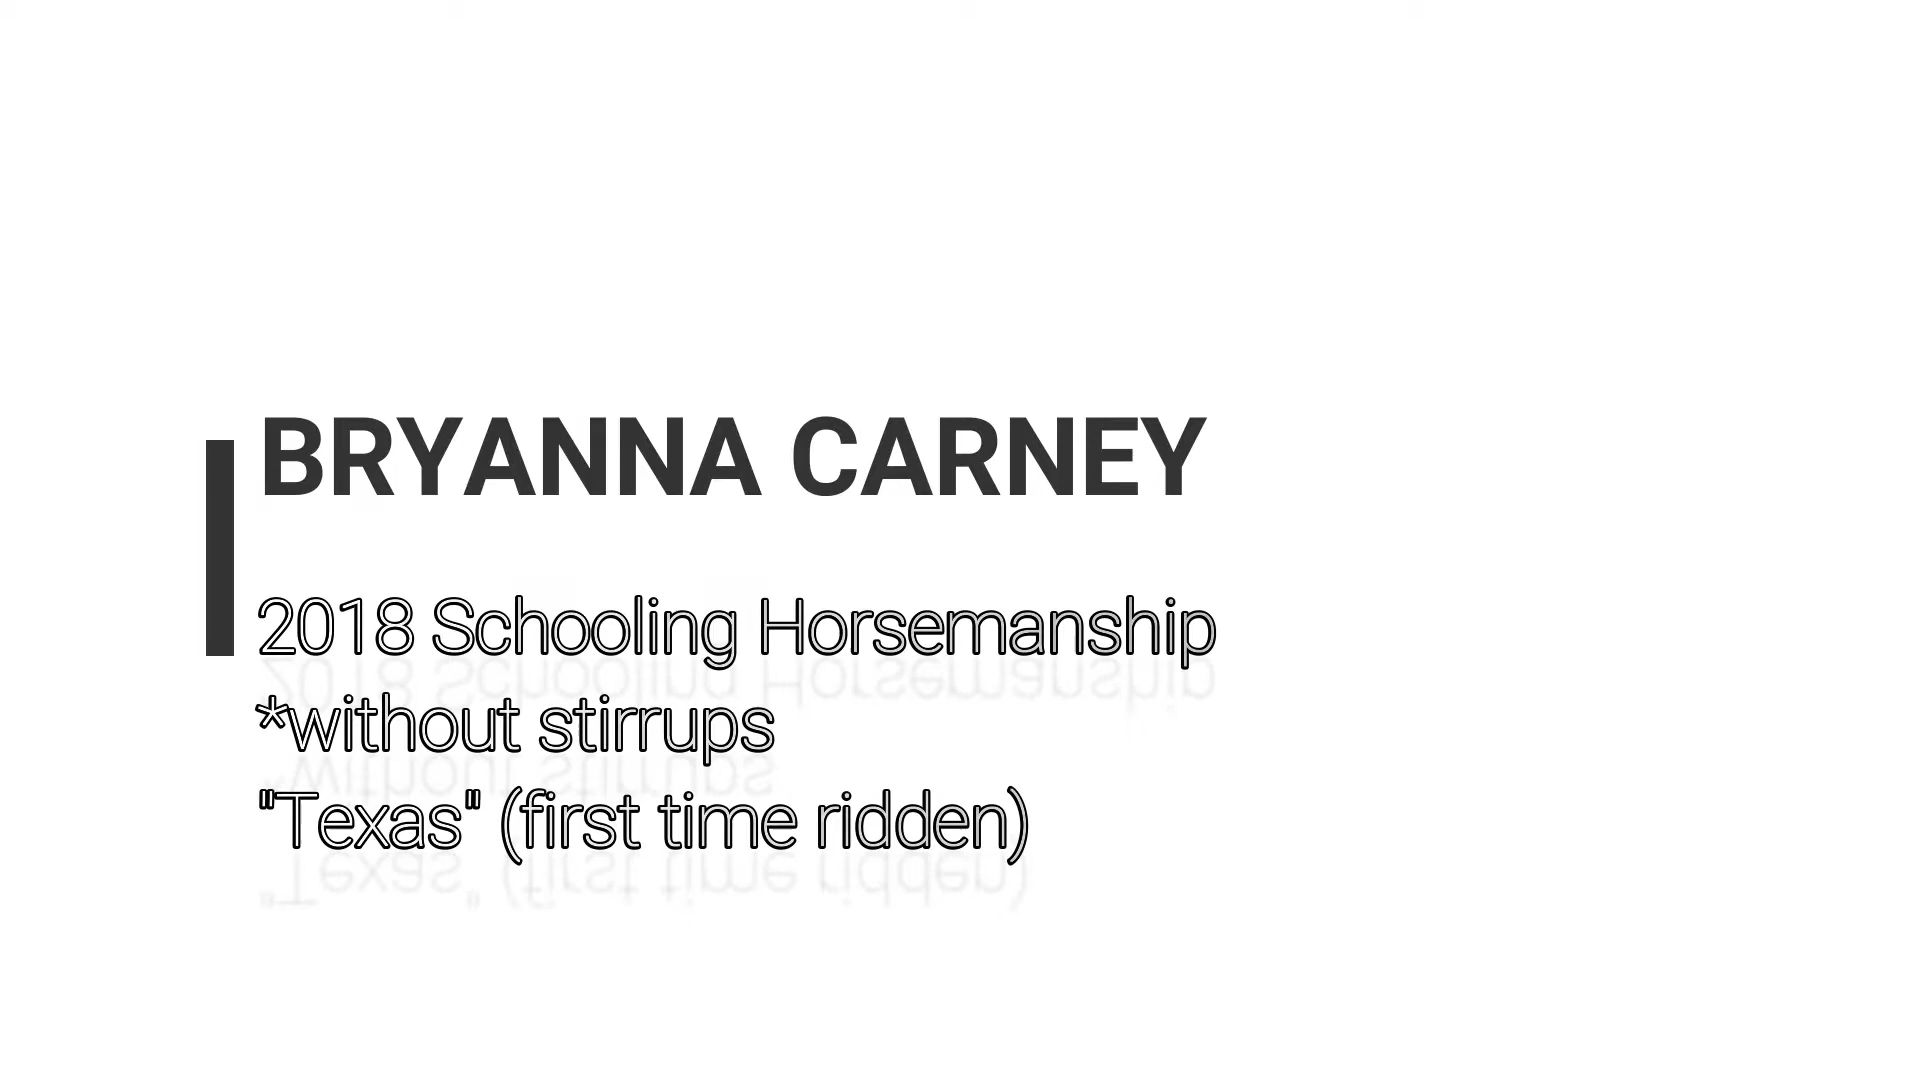 BRYANNA CARNEY
2018 Schooling Horsemanship
*without stirrups
"Texas" (first time ridden)